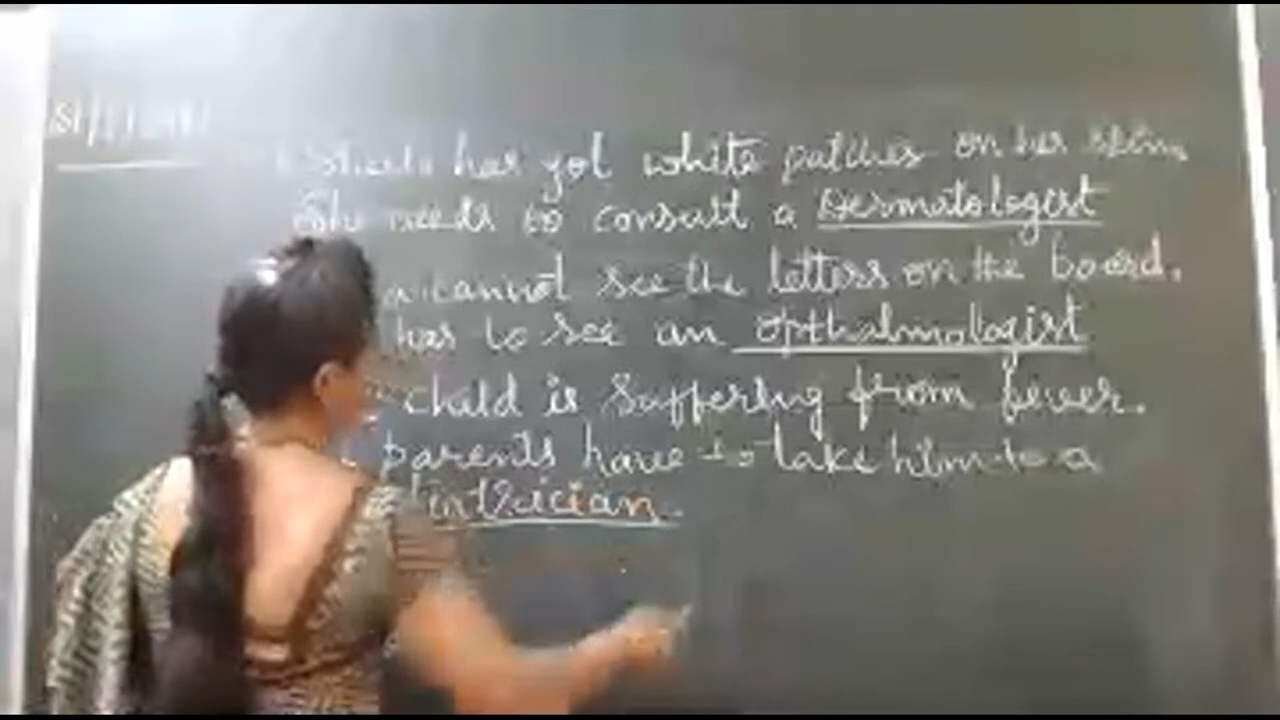 has got white patches on her skin.
She needs to consult a Dermatologist
cannot see the letters on the board.
has to see an opthalmologist
child is suffering from fever.
parents have to take him to a